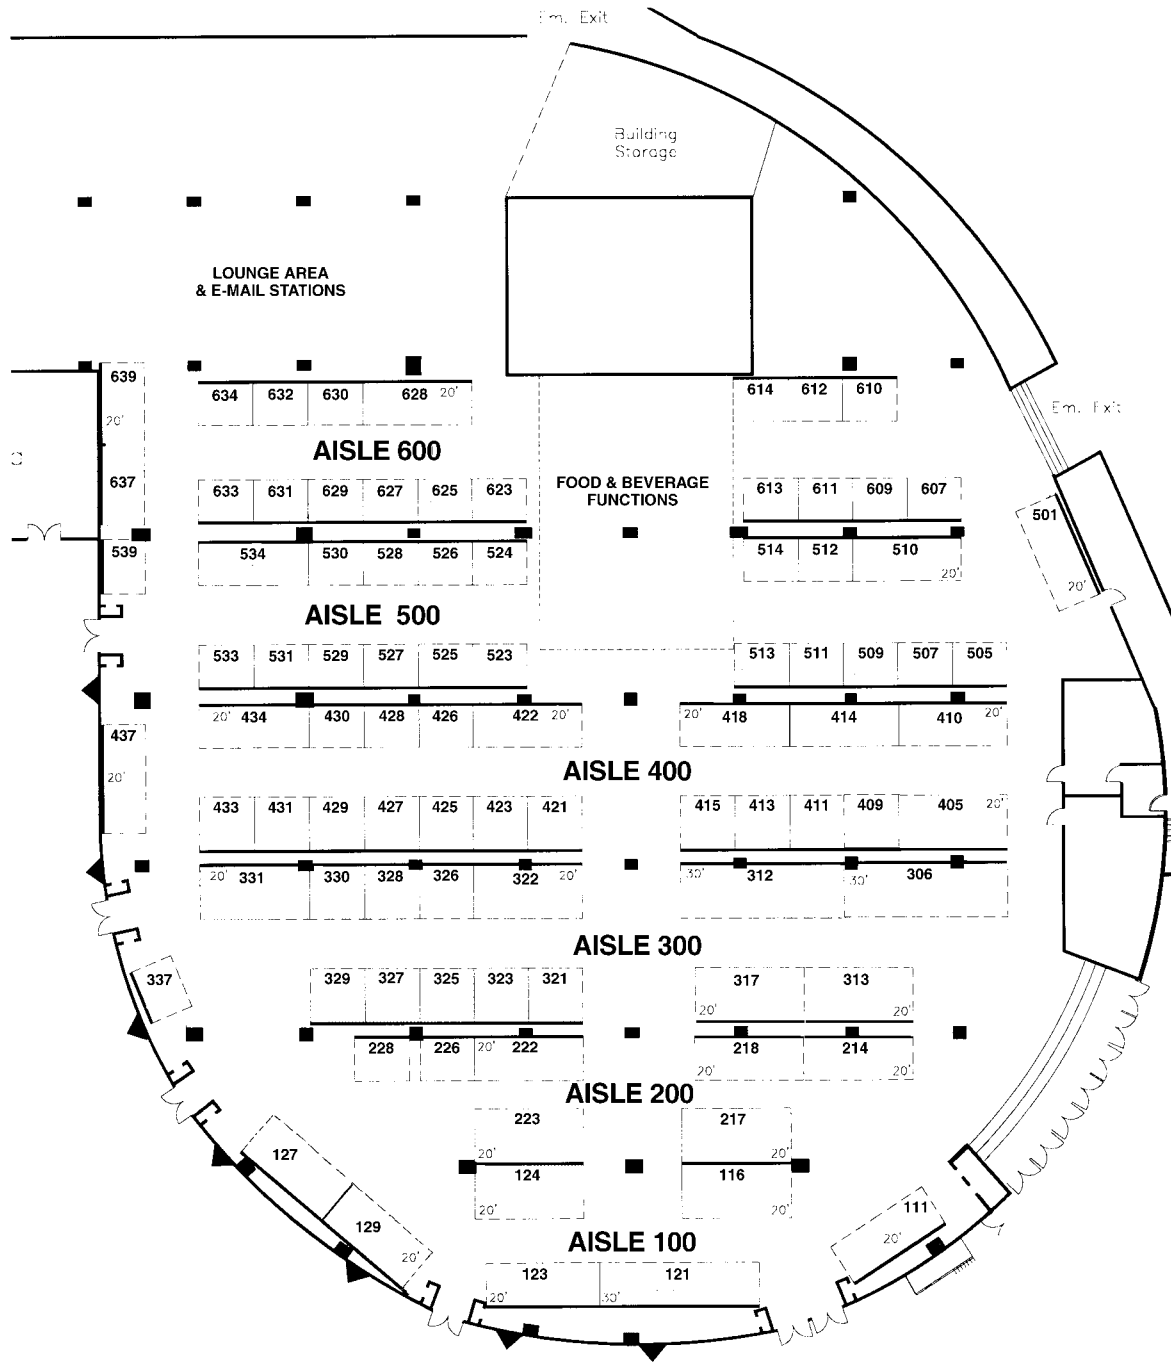 Em. Exit
Building
Storage
LOUNGE AREA
& E-MAIL STATIONS
639
20'
637
634 632 630 628 20'
614 612 610
Em. Exit
AISLE 600
FOOD & BEVERAGE
FUNCTIONS
633 631 629 627 625 623
613 611 609 607
501
20'
539
534 530 528 526 524
514 512 510
20'
AISLE 500
533 531 529 527 525 523
513 511 509 507 505
20' 434 430 428 426 422 20'
20' 418 414 410 20'
437
20'
AISLE 400
433 431 429 427 425 423 421
415 413 411 409 405 20'
20' 331 330 328 326 322 20'
30' 312 30' 306
AISLE 300
337
329 327 325 323 321
317 313
20' 20'
228 226 20' 222
218 214
20' 20'
AISLE 200
223 217
20' 20'
124 116
20' 20'
127
129
20'
111
20'
AISLE 100
123 121
20' 30'